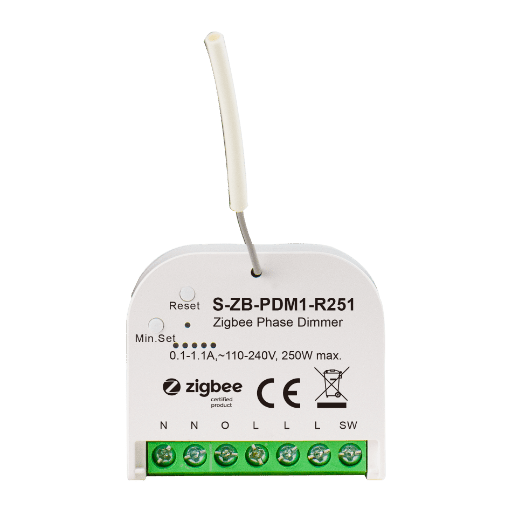 S-ZB-PDM1-R251
Reset
Zigbee Phase Dimmer
Min.Set
0.1-1.1A,~110-240V, 250W max.
zigbee
certified
product
CE
N N O L L L SW